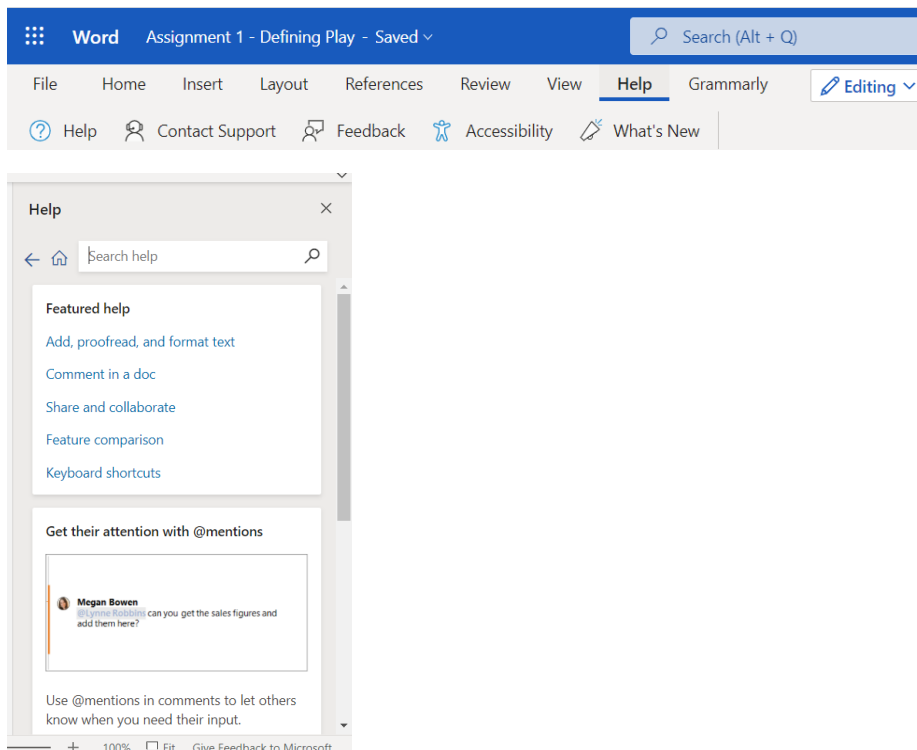 Word Assignment 1 - Defining Play - Saved Search (Alt + Q)
File Home Insert Layout References Review View Help Grammarly Editing
Help Contact Support Feedback Accessibility What's New
Help
Search help
Featured help
Add, proofread, and format text
Comment in a doc
Share and collaborate
Feature comparison
Keyboard shortcuts
Get their attention with @mentions
Megan Bowen
@Lynne Robbins can you get the sales figures and
add them here?
Use @mentions in comments to let others
know when you need their input.
100% Fit Give Feedback to Microsoft